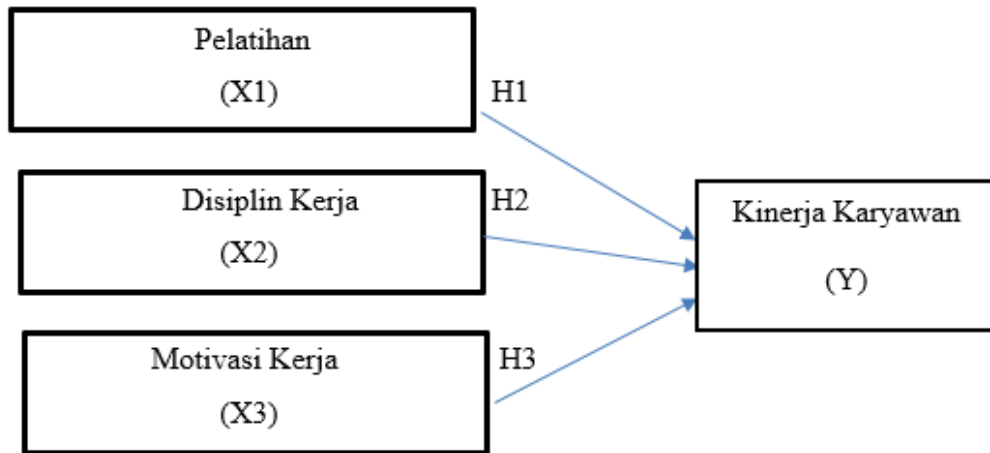 Pelatihan
(X1)
H1
Disiplin Kerja
(X2)
H2
Motivasi Kerja
(X3)
H3
Kinerja Karyawan
(Y)